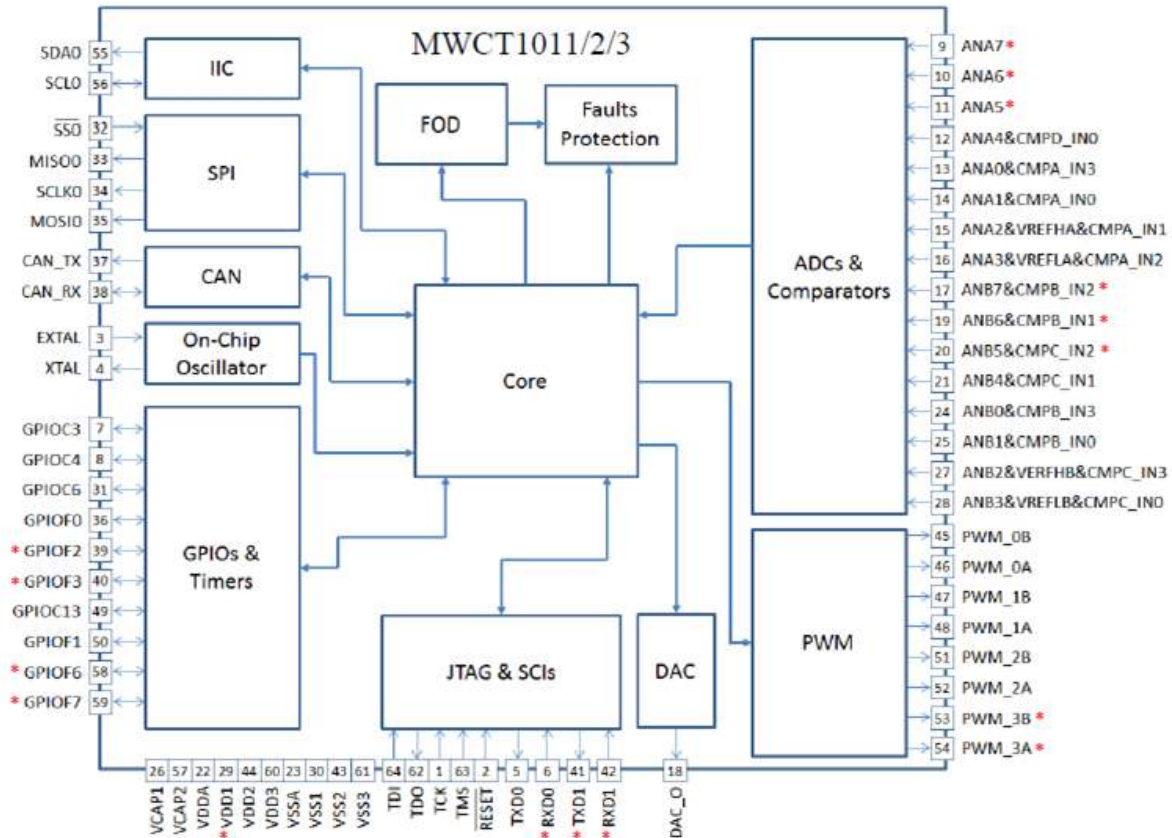 MWCT1011/2/3
SDA0 55
SCL0 56
IIC
SS0 32
MISO0 33
SCLK0 34
MOSI0 35
SPI
CAN_TX 37
CAN_RX 38
CAN
EXTAL 3
XTAL 4
On-Chip
Oscillator
GPIOC3 7
GPIOC4 8
GPIOC6 31
GPIOF0 36
* GPIOF2 39
* GPIOF3 40
GPIOC13 49
GPIOF1 50
* GPIOF6 58
* GPIOF7 59
GPIOs &
Timers
FOD
Faults
Protection
Core
JTAG & SCIs
DAC
ADCs &
Comparators
PWM
9 ANA7*
10 ANA6*
11 ANA5*
12 ANA4&CMPD_IN0
13 ANA0&CMPA_IN3
14 ANA1&CMPA_IN0
15 ANA2&VREFHA&CMPA_IN1
16 ANA3&VREFLA&CMPA_IN2
17 ANB7&CMPB_IN2 *
19 ANB6&CMPB_IN1 *
20 ANB5&CMPC_IN2 *
21 ANB4&CMPC_IN1
24 ANB0&CMPB_IN3
25 ANB1&CMPB_IN0
27 ANB2&VERFHB&CMPC_IN3
28 ANB3&VREFLB&CMPC_IN0
45 PWM_0B
46 PWM_0A
47 PWM_1B
48 PWM_1A
51 PWM_2B
52 PWM_2A
53 PWM_3B *
54 PWM_3A *
26 VCAP1
57 VCAP2
22 VDDA
29 * VDD1
44 VDD2
60 VDD3
23 VSSA
30 VSS1
43 VSS2
61 VSS3
64 TDI
62 TDO
1 TCK
63 TMS
2 RESET
5 TXD0
6 * RXD0
41 * TXD1
42 * RXD1
18 DAC_O